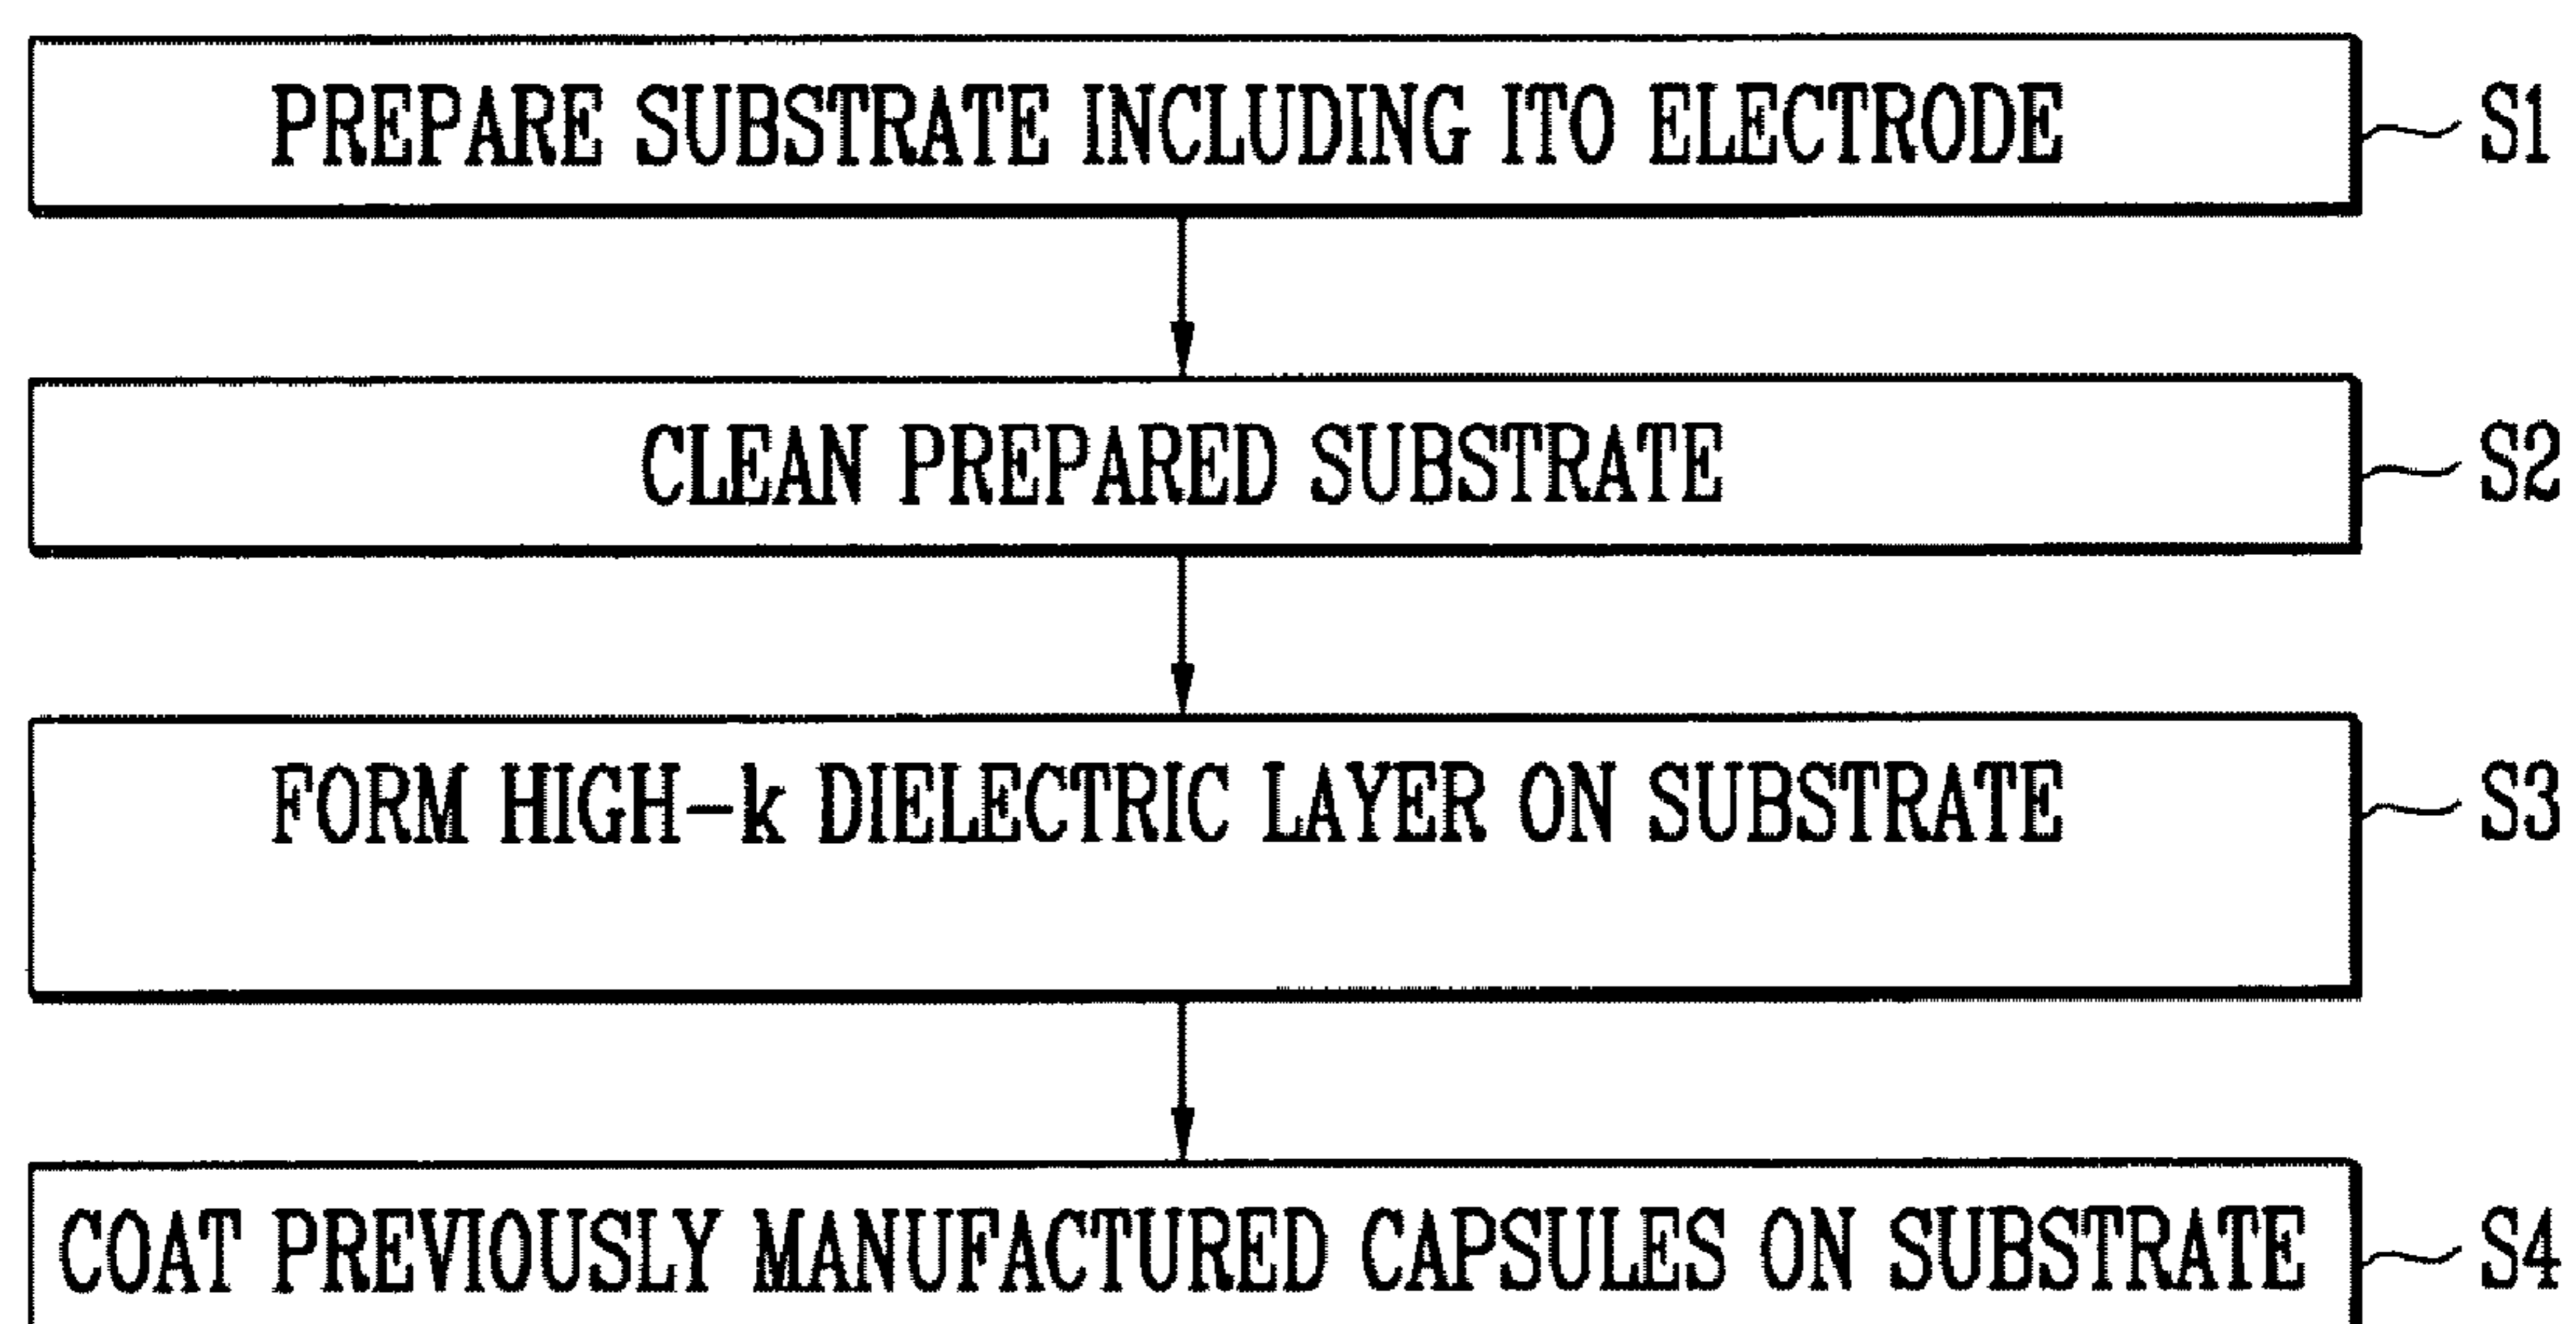 PREPARE SUBSTRATE INCLUDING ITO ELECTRODE S1
CLEAN PREPARED SUBSTRATE S2
FORM HIGH-k DIELECTRIC LAYER ON SUBSTRATE S3
COAT PREVIOUSLY MANUFACTURED CAPSULES ON SUBSTRATE S4